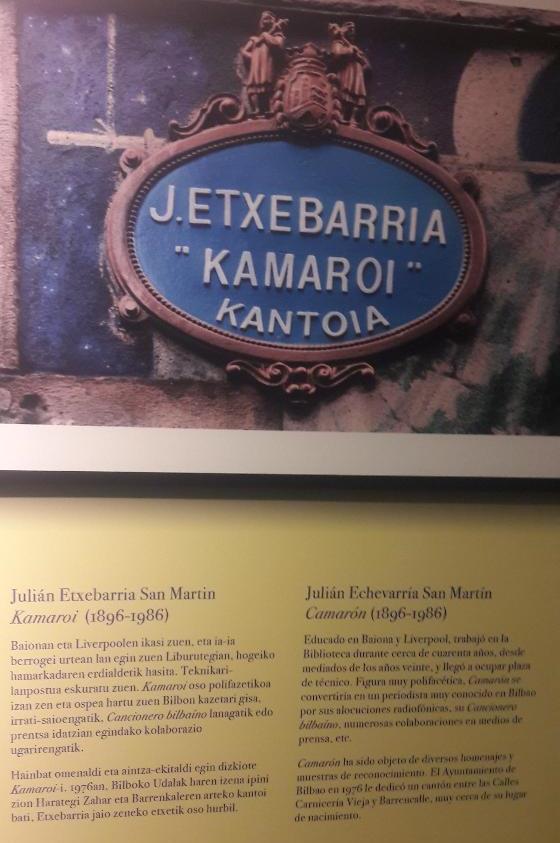 J. ETXEBARRIA
"KAMAROI"
KANTOIA
Julián Etxebarria San Martin
Kamaroi (1896-1986)
Baionan eta Liverpoolen ikasi zuen, eta ia-ia
berrogei urtean lan egin zuen Liburutegian, hogeiko
hamarkadaren erdialdetik hasita. Teknikari-
lanpostua eskuratu zuen. Kamaroi oso polifazetikoa
izan zen eta ospea hartu zuen Bilbon kazetari gisa,
irrati-saioengatik, Cancionero bilbaíno lanagatik edo
prentsa idatzian egindako kolaborazio
ugarirengatik.
Hainbat omenaldi eta aintza-ekitaldi egin dizkiote
Kamaroi-i. 1976an, Bilboko Udalak haren izena ipini
zion Harategi Zahar eta Barrenkaleren arteko kantoi
bati, Etxebarria jaio zeneko etxetik oso hurbil.
Julián Echevarría San Martín
Camarón (1896-1986)
Educado en Baiona y Liverpool, trabajó en la
Biblioteca durante cerca de cuarenta años, desde
mediados de los años veinte, y llegó a ocupar plaza
de técnico. Figura muy polifacética, Camarón se
convertiría en un periodista muy conocido en Bilbao
por sus alocuciones radiofónicas, su Cancionero
bilbaíno, numerosas colaboraciones en medios de
prensa, etc.
Camarón ha sido objeto de diversos homenajes y
muestras de reconocimiento. El Ayuntamiento de
Bilbao en 1976 le dedicó un cantón entre las Calles
Carnicería Vieja y Barrencalle, muy cerca de su lugar
de nacimiento.